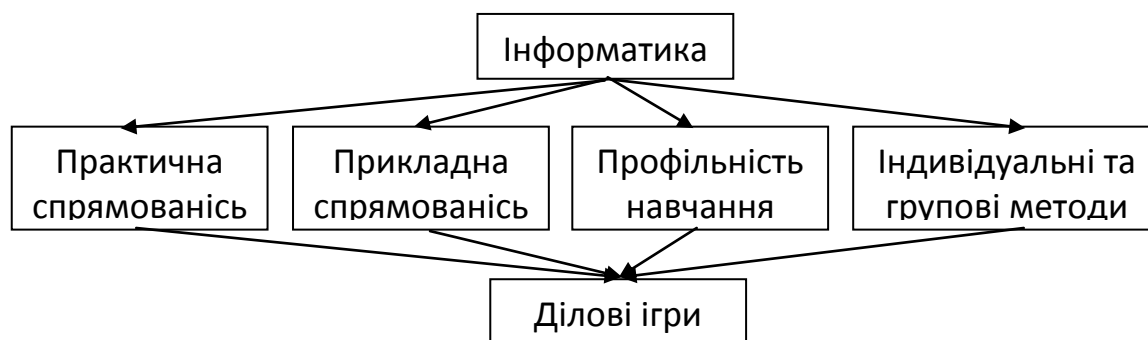 Інформатика
Практична
спрямованісь
Прикладна
спрямованісь
Профільність
навчання
Індивідуальні та
групові методи
Ділові ігри